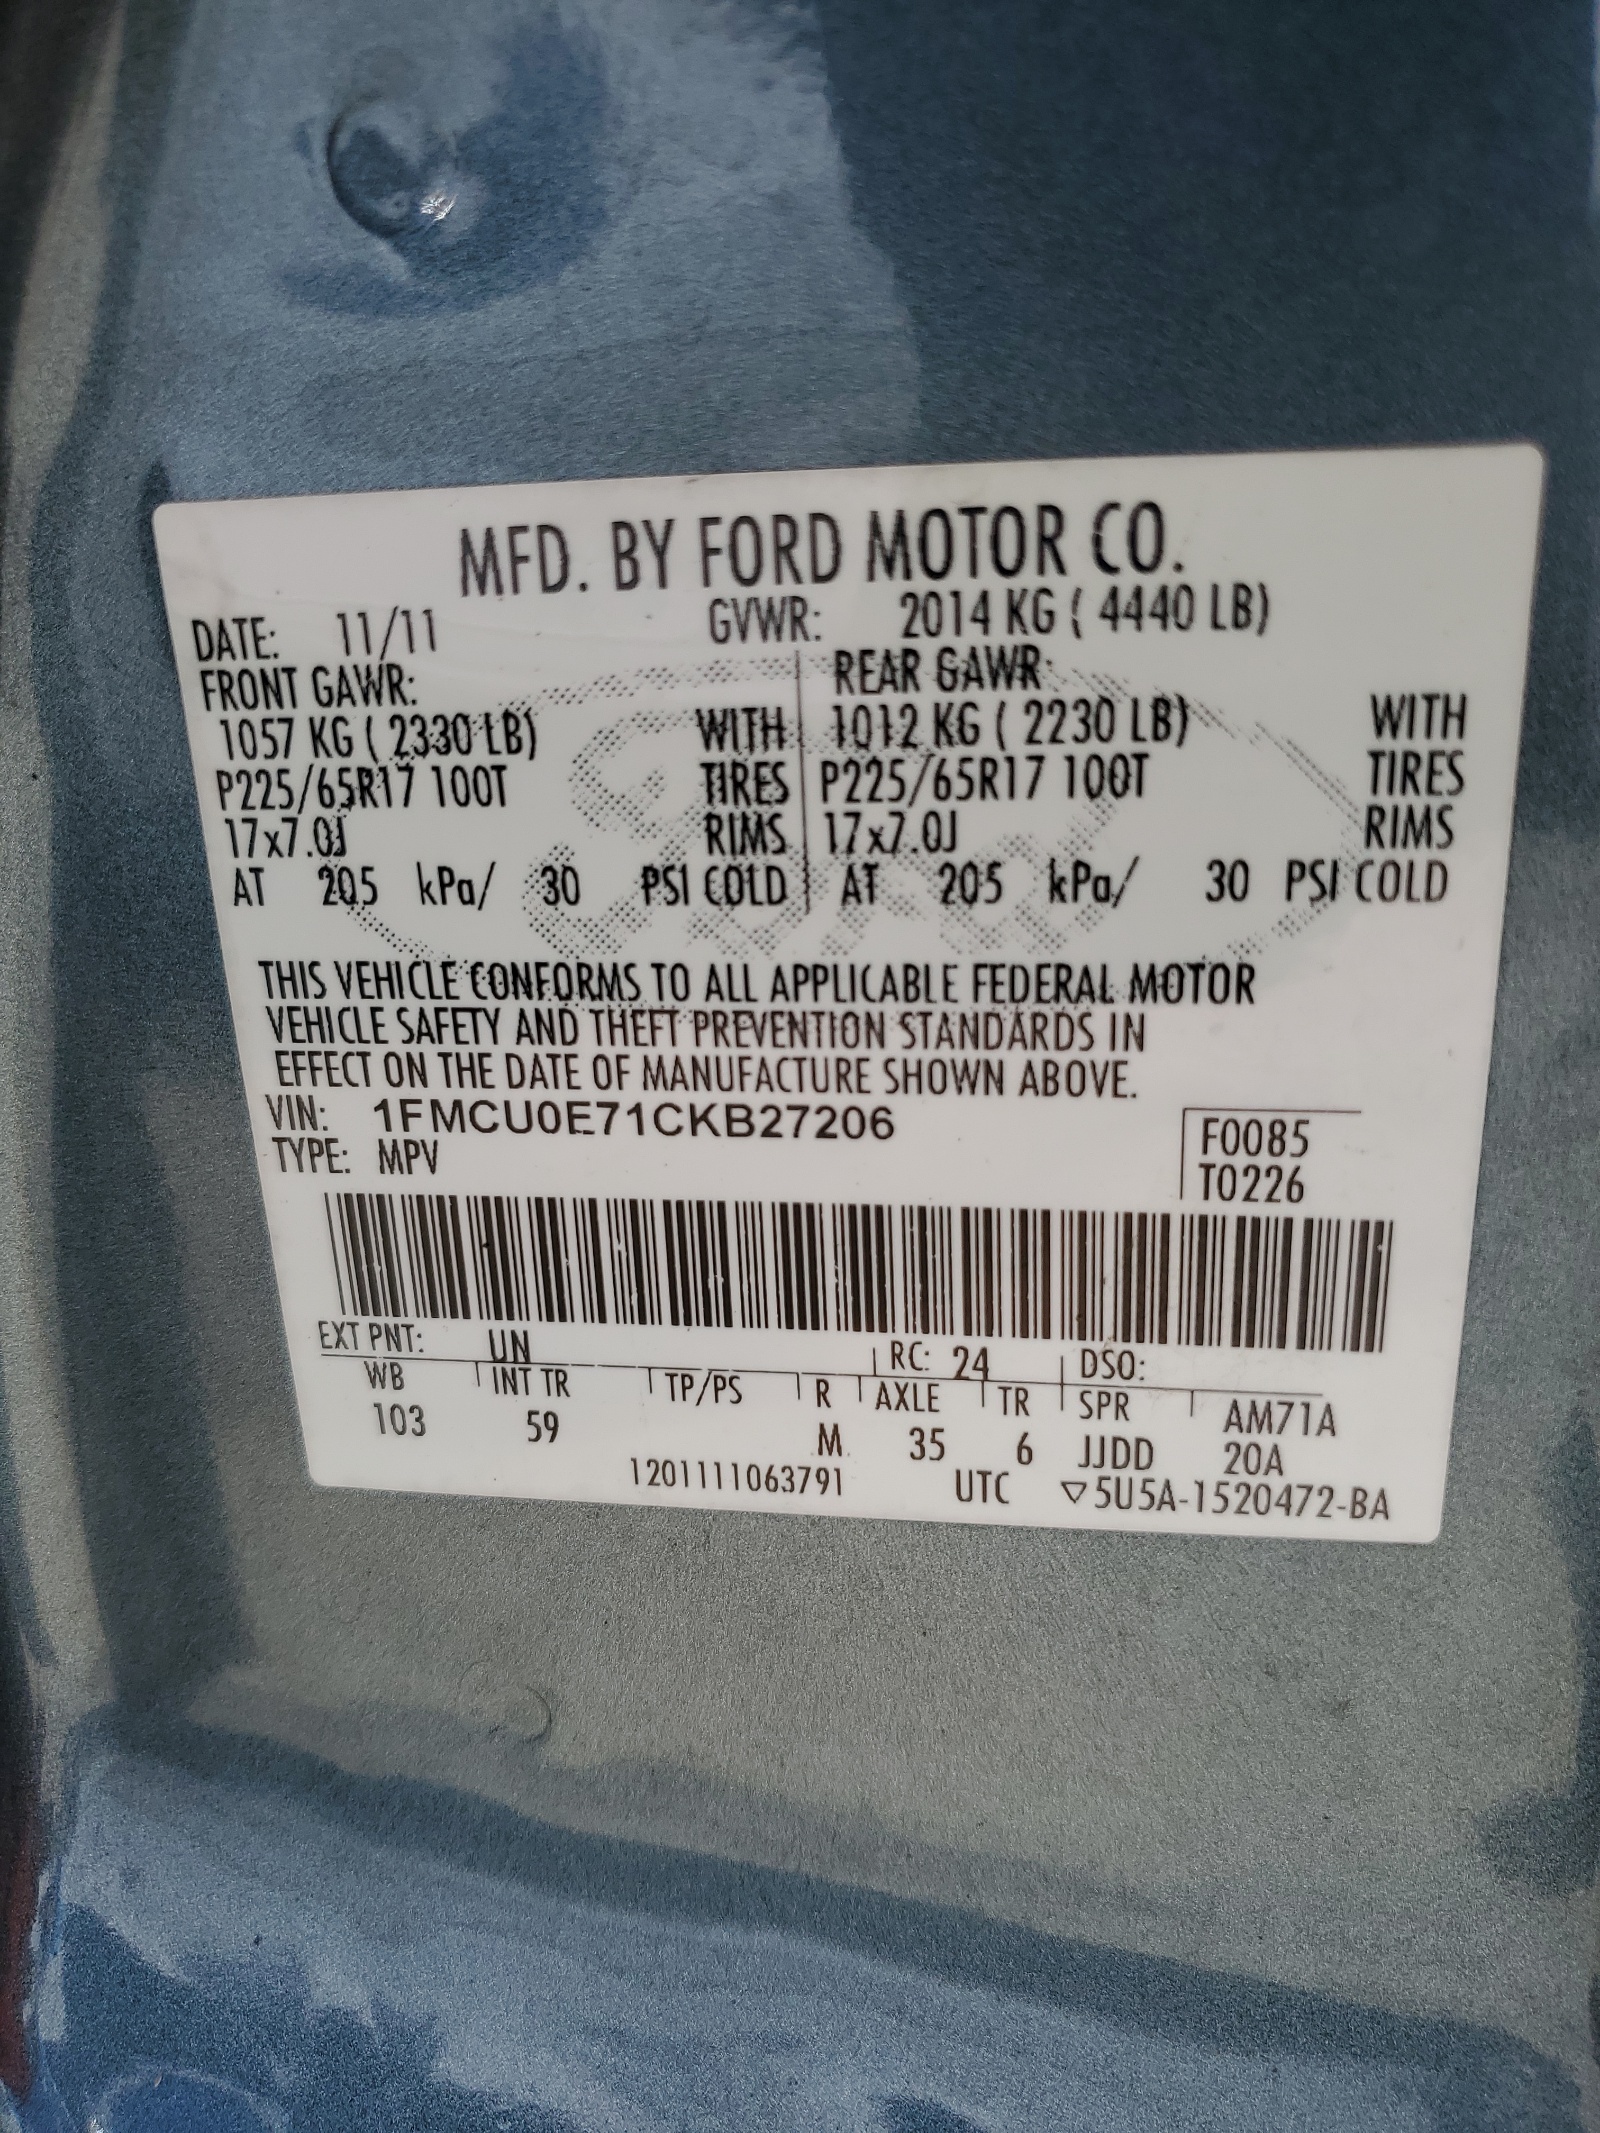 MFD. BY FORD MOTOR CO.
DATE: 11/11 GVWR: 2014 KG ( 4440 LB)
FRONT GAWR: REAR GAWR:
1057 KG ( 2330 LB) WITH 1012 KG ( 2230 LB) WITH
P225/65R17 100T TIRES P225/65R17 100T TIRES
17x7.0J RIMS 17x7.0J RIMS
AT 205 kPa/ 30 PSI COLD AT 205 kPa/ 30 PSI COLD
THIS VEHICLE CONFORMS TO ALL APPLICABLE FEDERAL MOTOR
VEHICLE SAFETY AND THEFT PREVENTION STANDARDS IN
EFFECT ON THE DATE OF MANUFACTURE SHOWN ABOVE.
VIN: 1FMCU0E71CKB27206 F0085
TYPE: MPV T0226
EXT PNT: UN RC: 24 DSO:
WB INT TR TP/PS R AXLE TR SPR AM71A
103 59 M 35 6 JJDD 20A
1201111063791 UTC ▽5U5A-1520472-BA